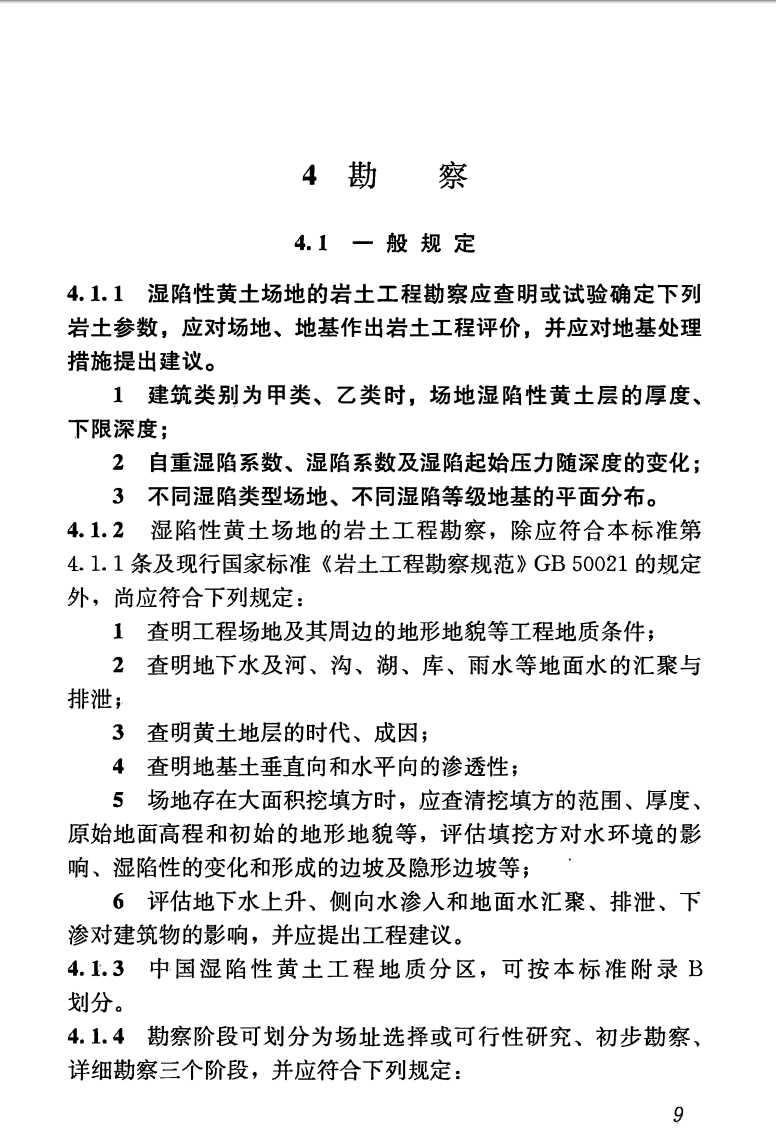 4 勘 察
4.1 一般规定
4.1.1 湿陷性黄土场地的岩土工程勘察应查明或试验确定下列
岩土参数，应对场地、地基作出岩土工程评价，并应对地基处理
措施提出建议。
1 建筑类别为甲类、乙类时，场地湿陷性黄土层的厚度、
下限深度；
2 自重湿陷系数、湿陷系数及湿陷起始压力随深度的变化；
3 不同湿陷类型场地、不同湿陷等级地基的平面分布。
4.1.2 湿陷性黄土场地的岩土工程勘察，除应符合本标准第
4.1.1条及现行国家标准《岩土工程勘察规范》GB 50021的规定
外，尚应符合下列规定：
1 查明工程场地及其周边的地形地貌等工程地质条件；
2 查明地下水及河、沟、湖、库、雨水等地面水的汇聚与
排泄；
3 查明黄土地层的时代、成因；
4 查明地基土垂直向和水平向的渗透性；
5 场地存在大面积挖填方时，应查清挖填方的范围、厚度、
原始地面高程和初始的地形地貌等，评估填挖方对水环境的影
响、湿陷性的变化和形成的边坡及隐形边坡等；
6 评估地下水上升、侧向水渗入和地面水汇聚、排泄、下
渗对建筑物的影响，并应提出工程建议。
4.1.3 中国湿陷性黄土工程地质分区，可按本标准附录B
划分。
4.1.4 勘察阶段可划分为场址选择或可行性研究、初步勘察、
详细勘察三个阶段，并应符合下列规定：
9